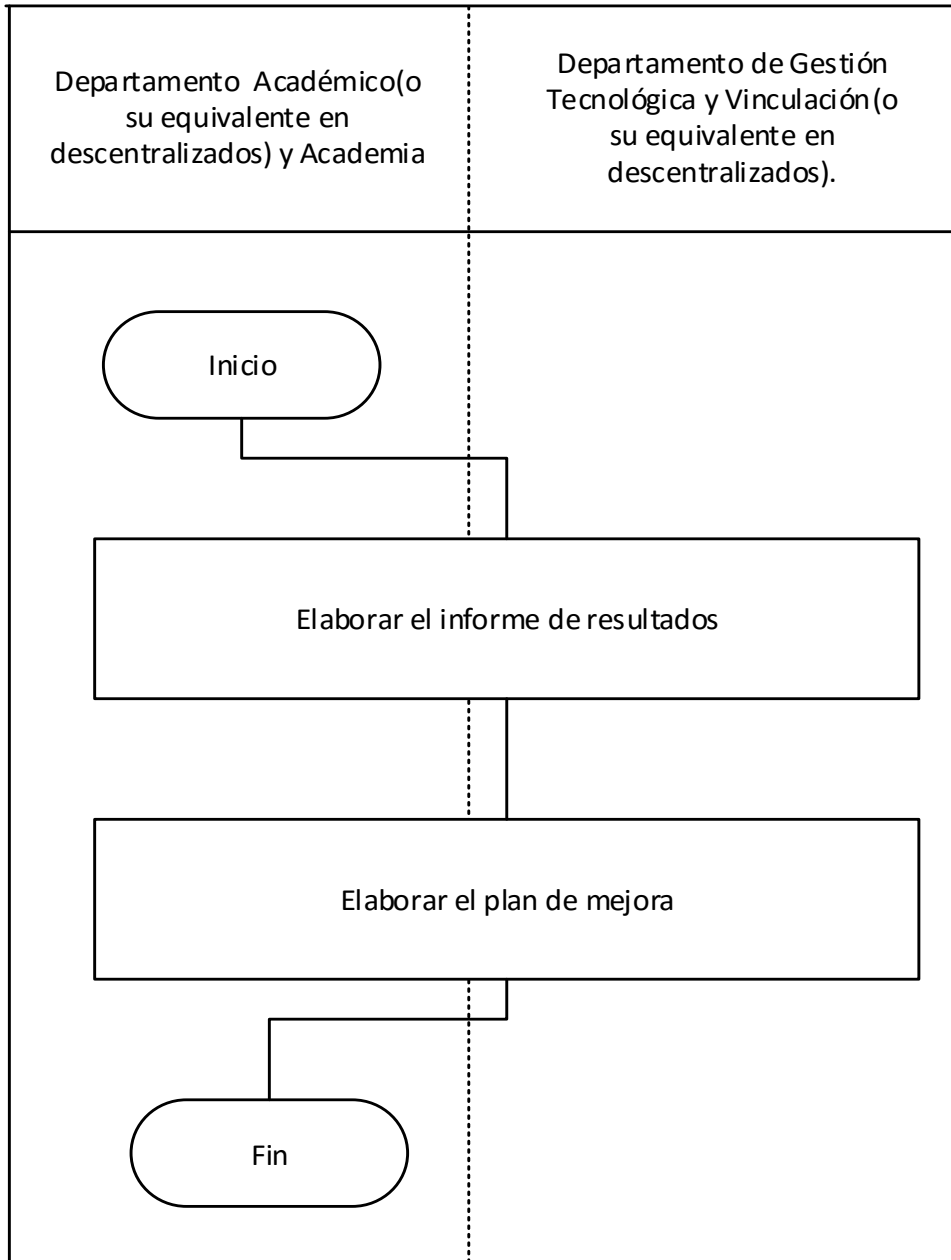 Departamento Académico(o
su equivalente en
descentralizados) y Academia
Departamento de Gestión
Tecnológica y Vinculación(o
su equivalente en
descentralizados).
Inicio
Elaborar el informe de resultados
Elaborar el plan de mejora
Fin